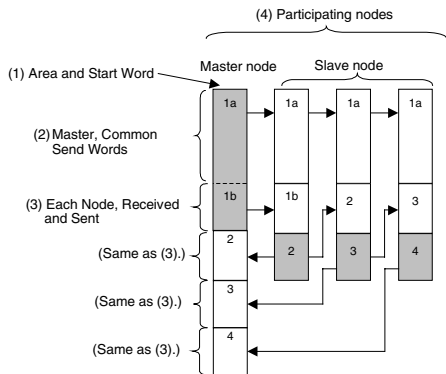 (4) Participating nodes
Master node
Slave node
(1) Area and Start Word
1a 1a 1a 1a
(2) Master, Common
Send Words
(3) Each Node, Received
and Sent
1b 1b 2 3
(Same as (3).)
2 2 3 4
(Same as (3).)
3
(Same as (3).)
4